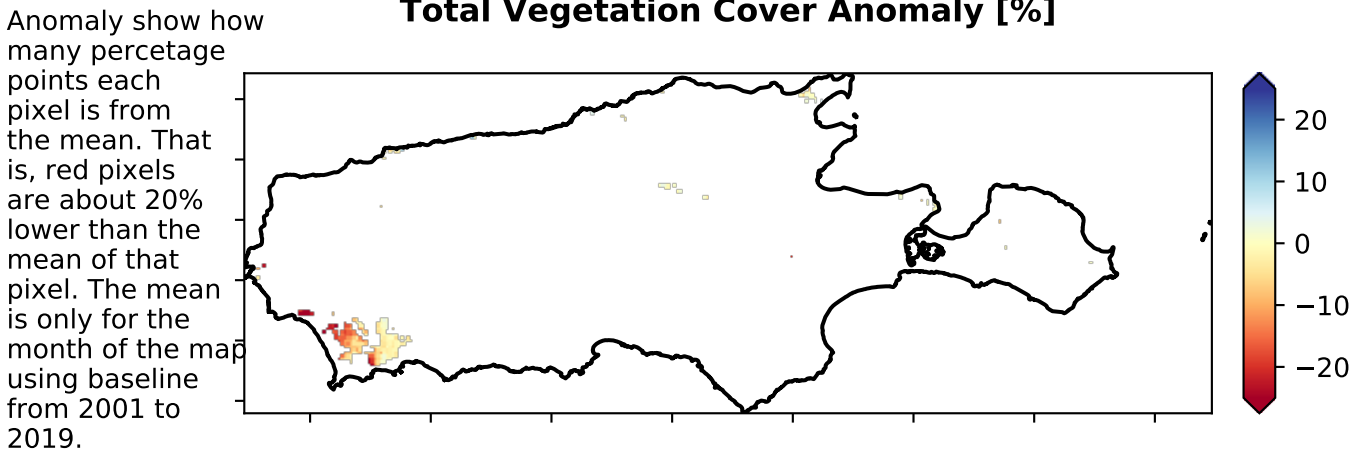 Total Vegetation Cover Anomaly [%]
Anomaly show how
many percetage
points each
pixel is from
the mean. That
is, red pixels
are about 20%
lower than the
mean of that
pixel. The mean
is only for the
month of the map
using baseline
from 2001 to
2019.
20
10
0
−10
−20